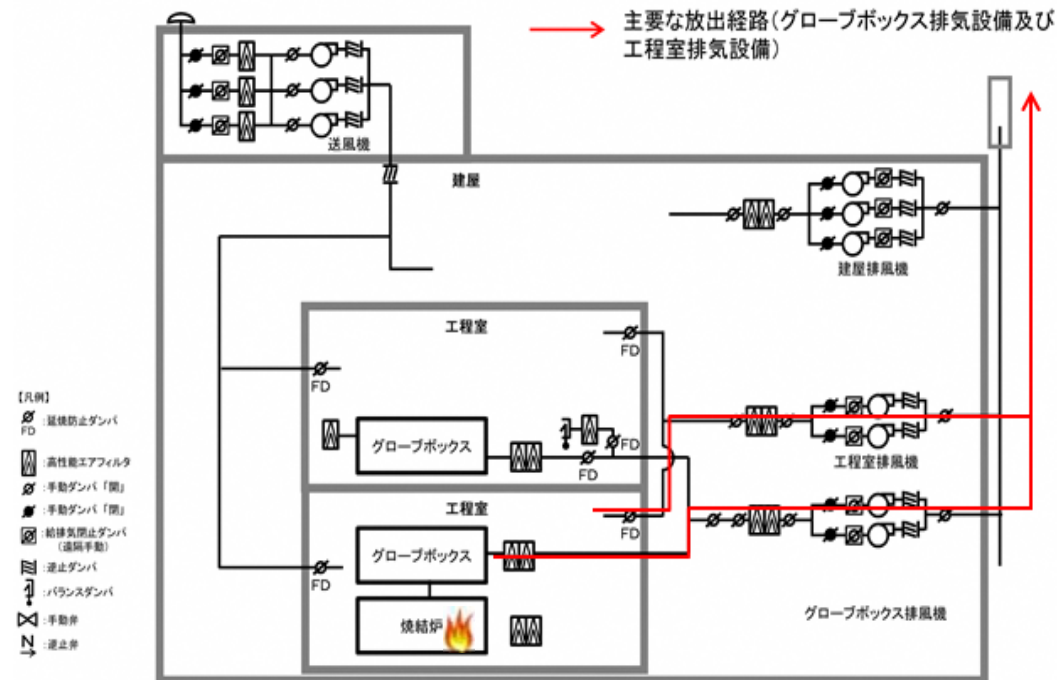 主要な放出経路(グローブボックス排気設備及び
工程室排気設備)
送風機
建屋
建屋排風機
工程室
FD
FD
グローブボックス
FD
FD
工程室排風機
工程室
グローブボックス
FD
FD
焼結炉
グローブボックス排風機
【凡例】
FD
:延焼防止ダンパ
:高性能エアフィルタ
:手動ダンパ「開」
:手動ダンパ「閉」
:給排気閉止ダンパ
(遠隔手動)
:逆止ダンパ
:バランスダンパ
:手動弁
N
:逆止弁